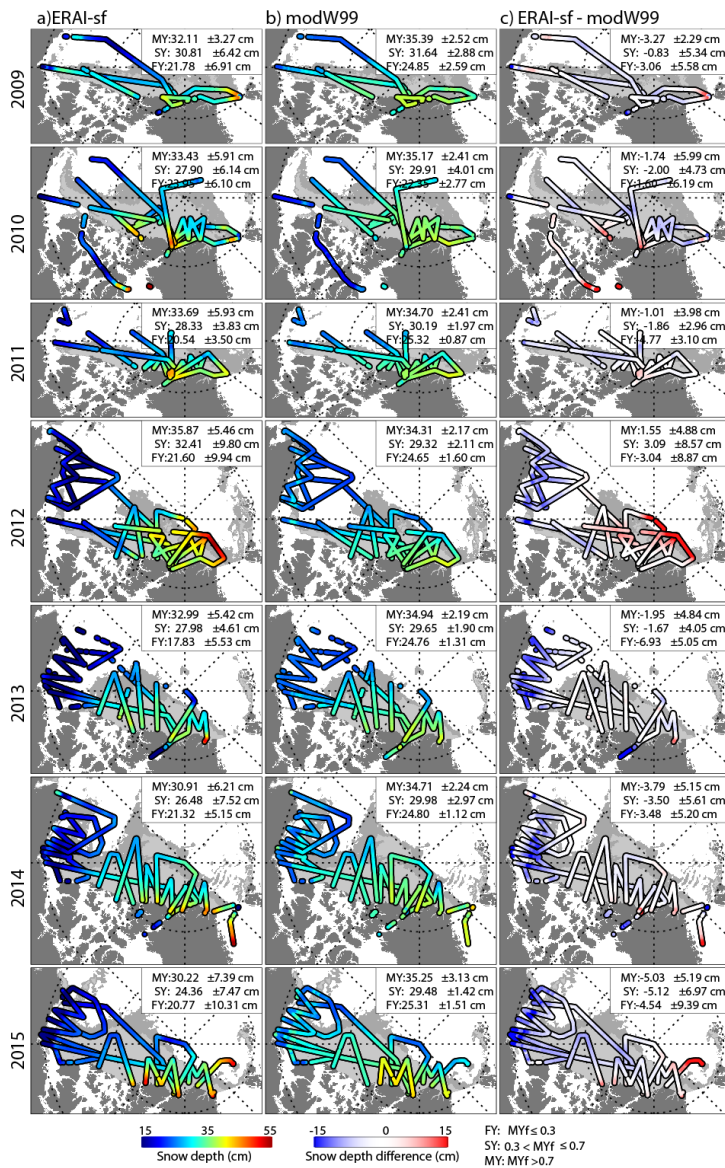 a)ERAI-sf b) modW99 c) ERAI-sf - modW99
2009
MY:32.11 ±3.27 cm
SY: 30.81 ±6.42 cm
FY:21.78 ±6.91 cm
MY:35.39 ±2.52 cm
SY: 31.64 ±2.88 cm
FY:24.85 ±2.59 cm
MY:-3.27 ±2.29 cm
SY: -0.83 ±5.34 cm
FY:-3.06 ±5.58 cm
2010
MY:33.43 ±5.91 cm
SY: 27.90 ±6.14 cm
±6.10 cm
MY:35.17 ±2.41 cm
SY: 29.91 ±4.01 cm
±2.77 cm
MY:-1.74 ±5.99 cm
SY: -2.00 ±4.73 cm
±6.19 cm
2011
MY:33.69 ±5.93 cm
SY: 28.33 ±3.83 cm
FY:20.54 ±3.50 cm
MY:34.70 ±2.41 cm
SY: 30.19 ±1.97 cm
FY:25.32 ±0.87 cm
MY:-1.01 ±3.98 cm
SY: -1.86 ±2.96 cm
FY:-4.77 ±3.10 cm
2012
MY:35.87 ±5.46 cm
SY: 32.41 ±9.80 cm
FY:21.60 ±9.94 cm
MY:34.31 ±2.17 cm
SY: 29.32 ±2.11 cm
FY:24.65 ±1.60 cm
MY:1.55 ±4.88 cm
SY: 3.09 ±8.57 cm
FY:-3.04 ±8.87 cm
2013
MY:32.99 ±5.42 cm
SY: 27.98 ±4.61 cm
FY:17.83 ±5.53 cm
MY:34.94 ±2.19 cm
SY: 29.65 ±1.90 cm
FY:24.76 ±1.31 cm
MY:-1.95 ±4.84 cm
SY: -1.67 ±4.05 cm
FY:-6.93 ±5.05 cm
2014
MY:30.91 ±6.21 cm
SY: 26.48 ±7.52 cm
FY:21.32 ±5.15 cm
MY:34.71 ±2.24 cm
SY: 29.98 ±2.97 cm
FY:24.80 ±1.12 cm
MY:-3.79 ±5.15 cm
SY: -3.50 ±5.61 cm
FY:-3.48 ±5.20 cm
2015
MY:30.22 ±7.39 cm
SY: 24.36 ±7.47 cm
FY:20.77 ±10.31 cm
MY:35.25 ±3.13 cm
SY: 29.48 ±1.42 cm
FY:25.31 ±1.51 cm
MY:-5.03 ±5.19 cm
SY: -5.12 ±6.97 cm
FY:-4.54 ±9.39 cm
15 35 55
Snow depth (cm)
-15 0 15
Snow depth difference (cm)
FY: MYf ≤ 0.3
SY: 0.3 < MYf ≤ 0.7
MY: MYf > 0.7